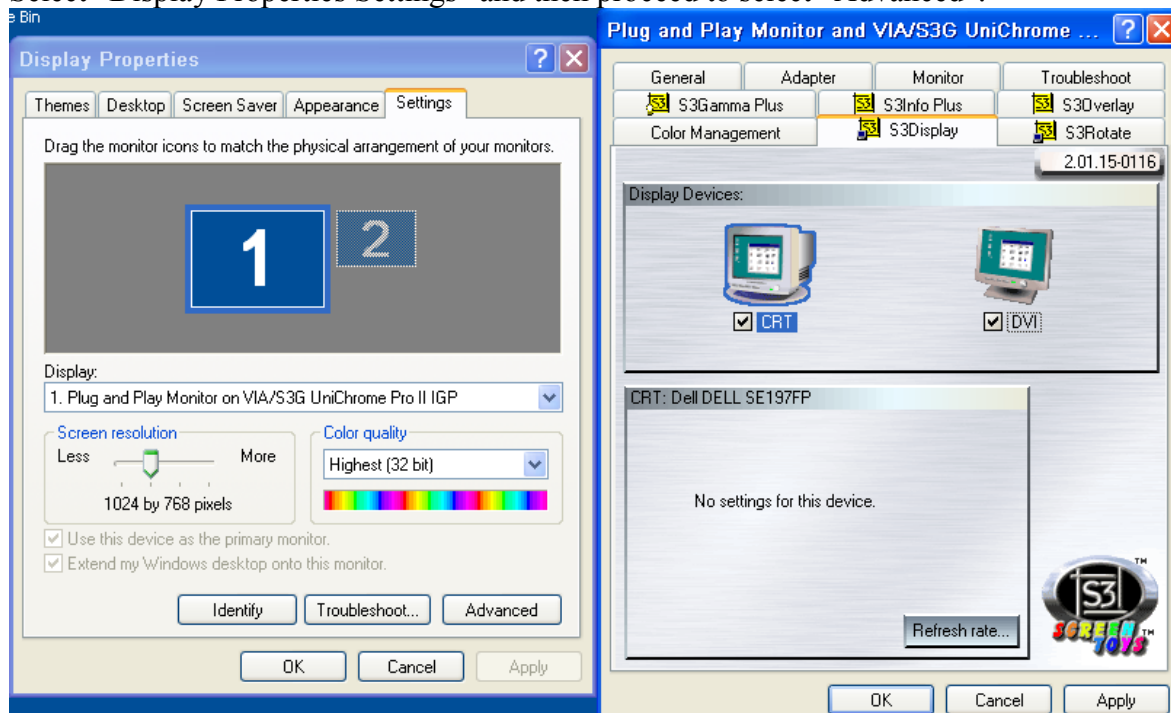 Select "Display Properties Settings" and then proceed to select "Advanced".
e Bin
Display Properties
Themes Desktop Screen Saver Appearance Settings
Drag the monitor icons to match the physical arrangement of your monitors.
1 2
Display:
1. Plug and Play Monitor on VIA/S3G UniChrome Pro II IGP
Screen resolution
Less More
1024 by 768 pixels
Color quality
Highest (32 bit)
Use this device as the primary monitor.
Extend my Windows desktop onto this monitor.
Identify Troubleshoot... Advanced
OK Cancel Apply
Plug and Play Monitor and VIA/S3G UniChrome ...
General Adapter Monitor Troubleshoot
S3Gamma Plus S3Info Plus S3Overlay
Color Management S3Display S3Rotate
2.01.15-0116
Display Devices:
CRT DVI
CRT: Dell DELL SE197FP
No settings for this device.
Refresh rate...
S3
SCREEN TM
TOYS TM
OK Cancel Apply